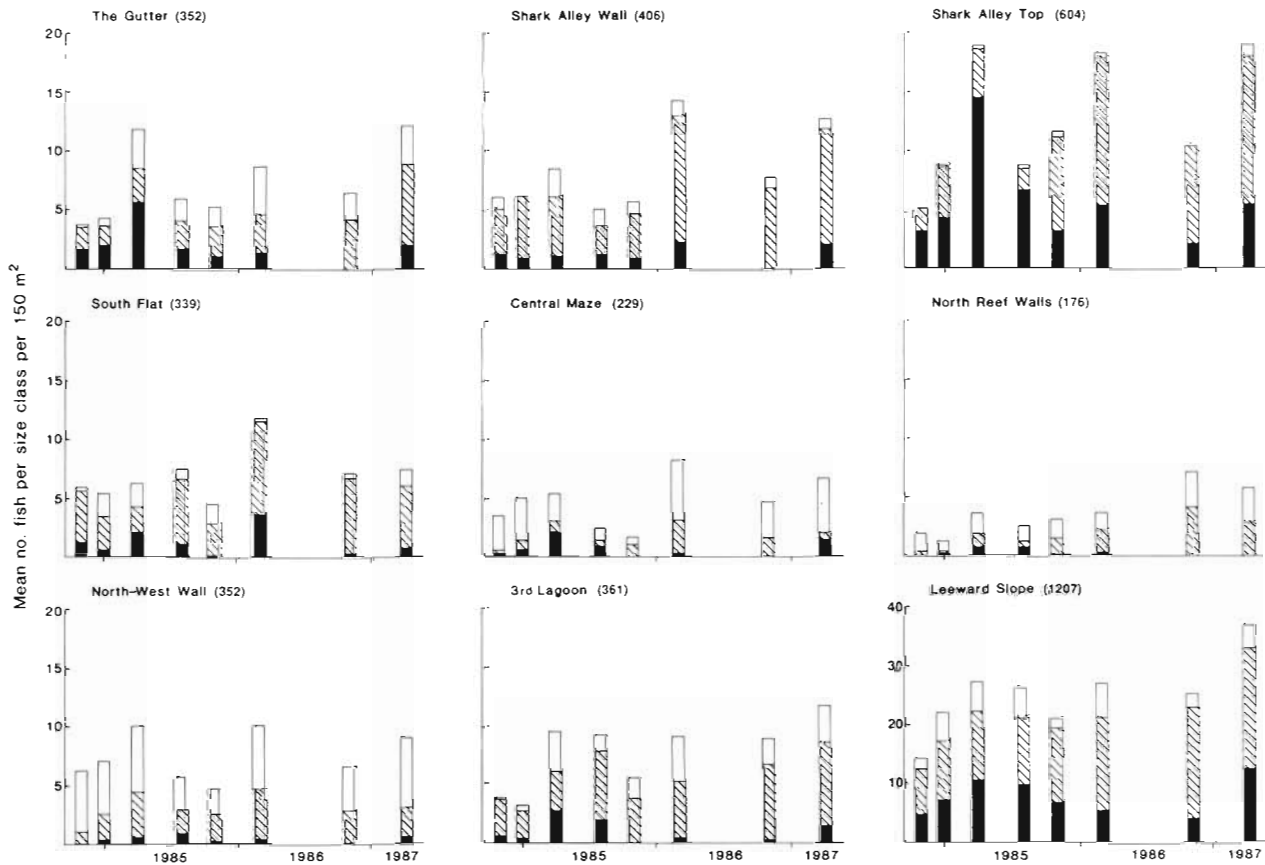 The Gutter (352)
Shark Alley Wall (406)
Shark Alley Top (604)
20
15
10
5
South Flat (339)
Central Maze (229)
North Reef Walls (176)
20
15
10
5
Mean no. fish per size class per 150 m²
North-West Wall (352)
3rd Lagoon (361)
Leeward Slope (1207)
20
15
10
5
40
30
20
10
1985
1986
1987
1985
1986
1987
1985
1986
1987